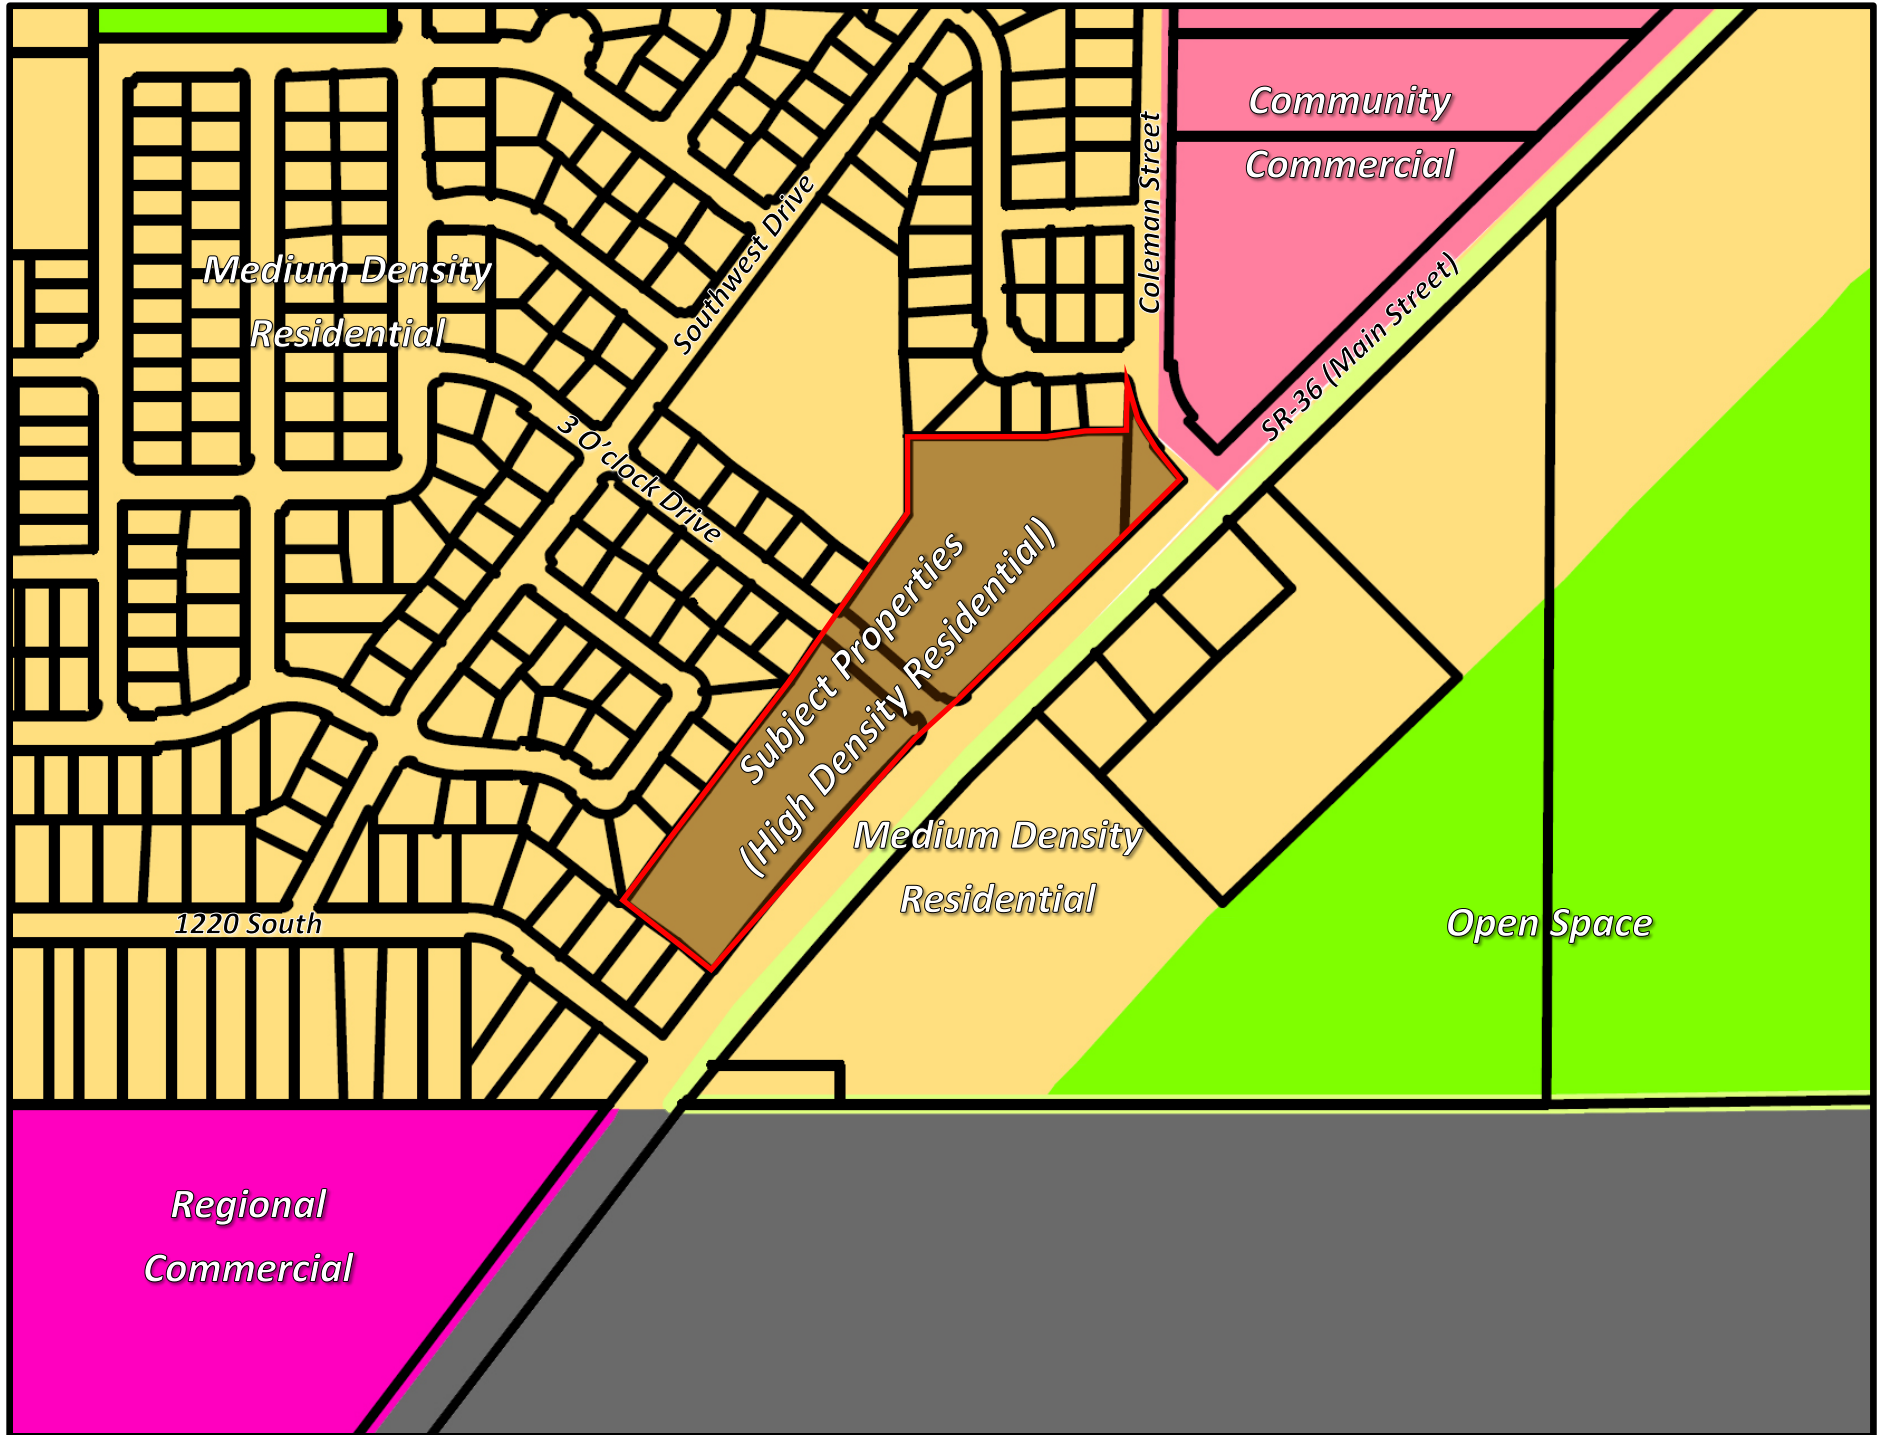 Community
Commercial
Coleman Street
Southwest Drive
Medium Density
Residential
SR-36 (Main Street)
3 O'clock Drive
Subject Properties
(High Density Residential)
Medium Density
Residential
1220 South
Open Space
Regional
Commercial